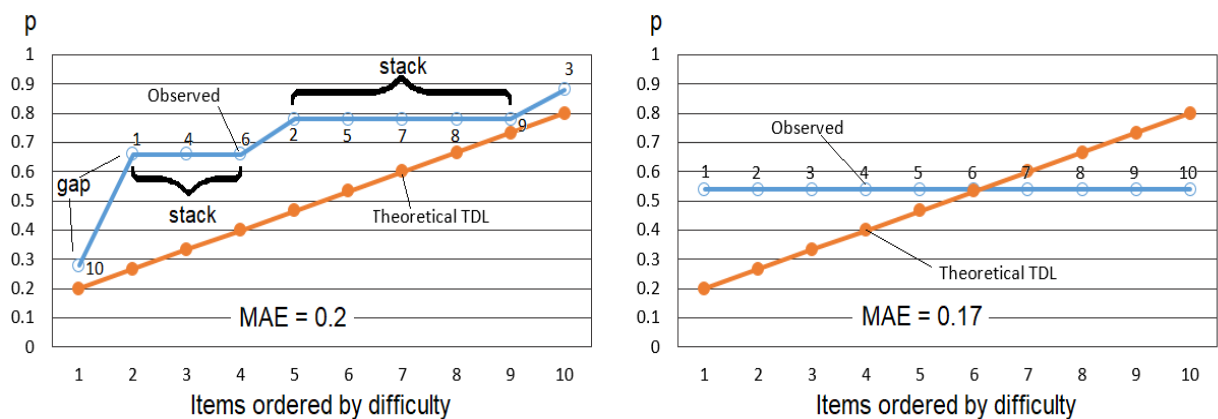 p
1
0.9
0.8
0.7
0.6
0.5
0.4
0.3
0.2
0.1
0
stack
3
Observed
1 4 6 2 5 7 8 9
gap
stack
10
Theoretical TDL
MAE = 0.2
1 2 3 4 5 6 7 8 9 10
Items ordered by difficulty
p
1
0.9
0.8
0.7
0.6
0.5
0.4
0.3
0.2
0.1
0
Observed
1 2 3 4 5 6 7 8 9 10
Theoretical TDL
MAE = 0.17
1 2 3 4 5 6 7 8 9 10
Items ordered by difficulty